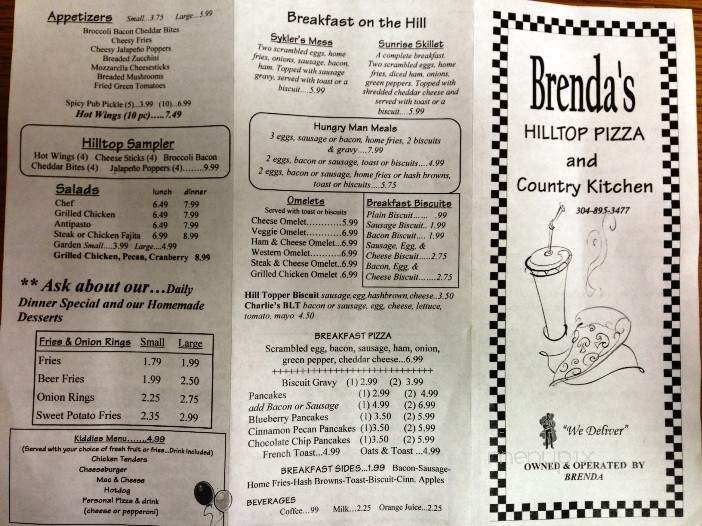 Appetizers Small...3.75 Large...5.99
Broccoli Bacon Cheddar Bites
Cheesy Fries
Cheesy Jalapeño Poppers
Breaded Zucchini
Mozzarella Cheesesticks
Breaded Mushrooms
Fried Green Tomatoes
Spicy Pub Pickle (5)...3.99 (10)...6.99
Hot Wings (10 pc).....7.49
Hilltop Sampler
Hot Wings (4) Cheese Sticks (4) Broccoli Bacon
Cheddar Bites (4) Jalapeño Poppers (4).......9.99
Salads lunch dinner
Chef 6.49 7.99
Grilled Chicken 6.49 7.99
Antipasto 6.49 7.99
Steak or Chicken Fajita 6.99 8.99
Garden Small....3.99 Large....4.99
Grilled Chicken, Pecan, Cranberry 8.99
** Ask about our...Daily
Dinner Special and our Homemade
Desserts
Fries & Onion Rings Small Large
Fries 1.79 1.99
Beer Fries 1.99 2.50
Onion Rings 2.25 2.75
Sweet Potato Fries 2.35 2.99
Kiddies Menu.......4.99
(Served with your choice of fresh fruit or fries...Drink included)
Chicken Tenders
Cheeseburger
Mac & Cheese
Hotdog
Personal Pizza & drink
(cheese or pepperoni)
Breakfast on the Hill
Sykler's Mess
Two scrambled eggs, home
fries, onions, sausage, bacon,
ham. Topped with sausage
gravy, served with toast or a
biscuit....5.99
Sunrise Skillet
A complete breakfast.
Two scrambled eggs, home
fries, diced ham, onions,
green peppers. Topped with
shredded cheddar cheese and
served with toast or a
biscuit.....5.99
Hungry Man Meals
3 eggs, sausage or bacon, home fries, 2 biscuits
& gravy....7.99
2 eggs, bacon or sausage, toast or biscuits....4.99
2 eggs, bacon or sausage, home fries or hash browns,
toast or biscuits....5.75
Omelets
Served with toast or biscuits
Cheese Omelet............5.99
Veggie Omelet...........6.99
Ham & Cheese Omelet...6.99
Western Omelet.........6.99
Steak & Cheese Omelet..6.99
Grilled Chicken Omelet .6.99
Breakfast Biscuits
Plain Biscuit...... .99
Sausage Biscuit.. 1.99
Bacon Biscuit.... 1.99
Sausage, Egg, &
Cheese Biscuit......2.75
Bacon, Egg, &
Cheese Biscuit.......2.75
Hill Topper Biscuit sausage,egg,hashbrown,cheese..3.50
Charlie's BLT bacon or sausage, egg, cheese, lettuce,
tomato, mayo 4.50
BREAKFAST PIZZA
Scrambled egg, bacon, sausage, ham, onion,
green pepper, cheddar cheese...6.99
Biscuit Gravy (1) 2.99 (2) 3.99
Pancakes (1) 2.99 (2) 4.99
add Bacon or Sausage (1) 4.99 (2) 6.99
Blueberry Pancakes (1) 3.50 (2) 5.99
Cinnamon Pecan Pancakes (1)3.50 (2) 5.99
Chocolate Chip Pancakes (1)3.50 (2) 5.99
French Toast...4.99 Oats & Toast ...4.99
BREAKFAST SIDES...1.99 Bacon-Sausage-
Home Fries-Hash Browns-Toast-Biscuit-Cinn. Apples
BEVERAGES
Coffee...99 Milk...2.25 Orange Juice...2.25
Brenda's
HILLTOP PIZZA
and
Country Kitchen
304-895-3477
"We Deliver"
OWNED & OPERATED BY
BRENDA